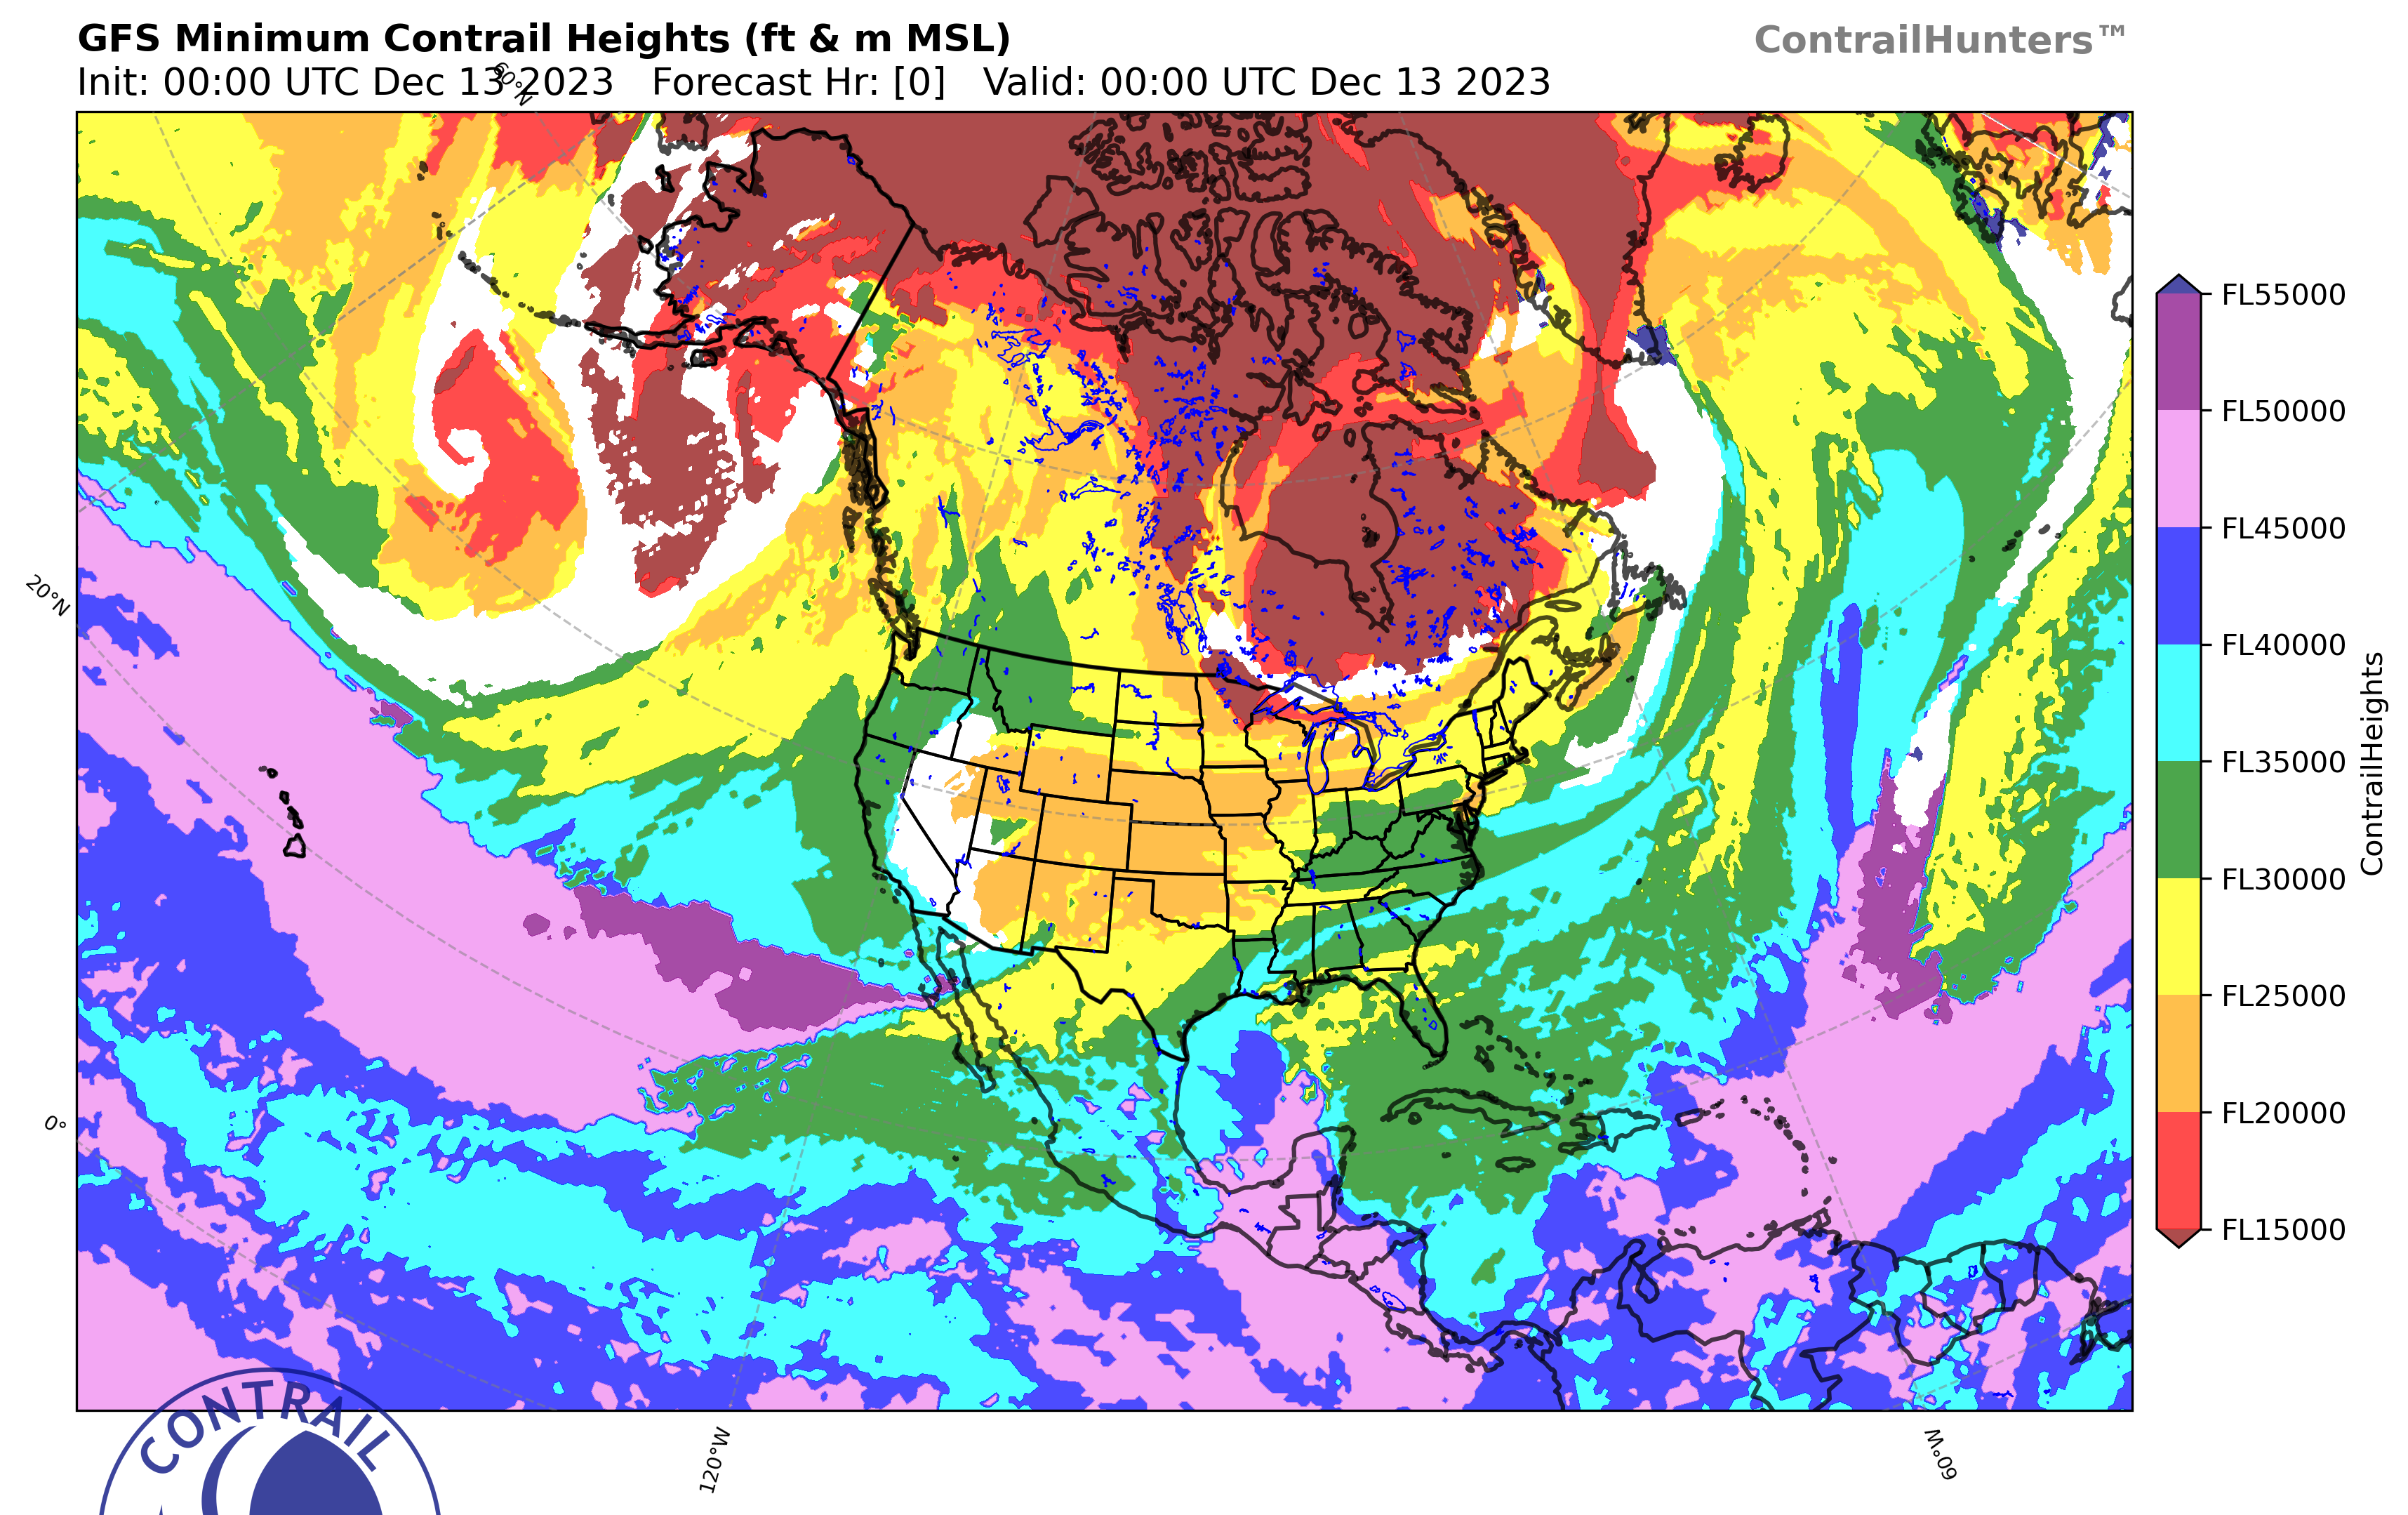 GFS Minimum Contrail Heights (ft & m MSL)
ContrailHunters™
Init: 00:00 UTC Dec 13 2023 Forecast Hr: [0] Valid: 00:00 UTC Dec 13 2023
60°N
20°N
0°
120°W
60°W
FL55000
FL50000
FL45000
FL40000
FL35000
FL30000
FL25000
FL20000
FL15000
ContrailHeights
CONTRAIL